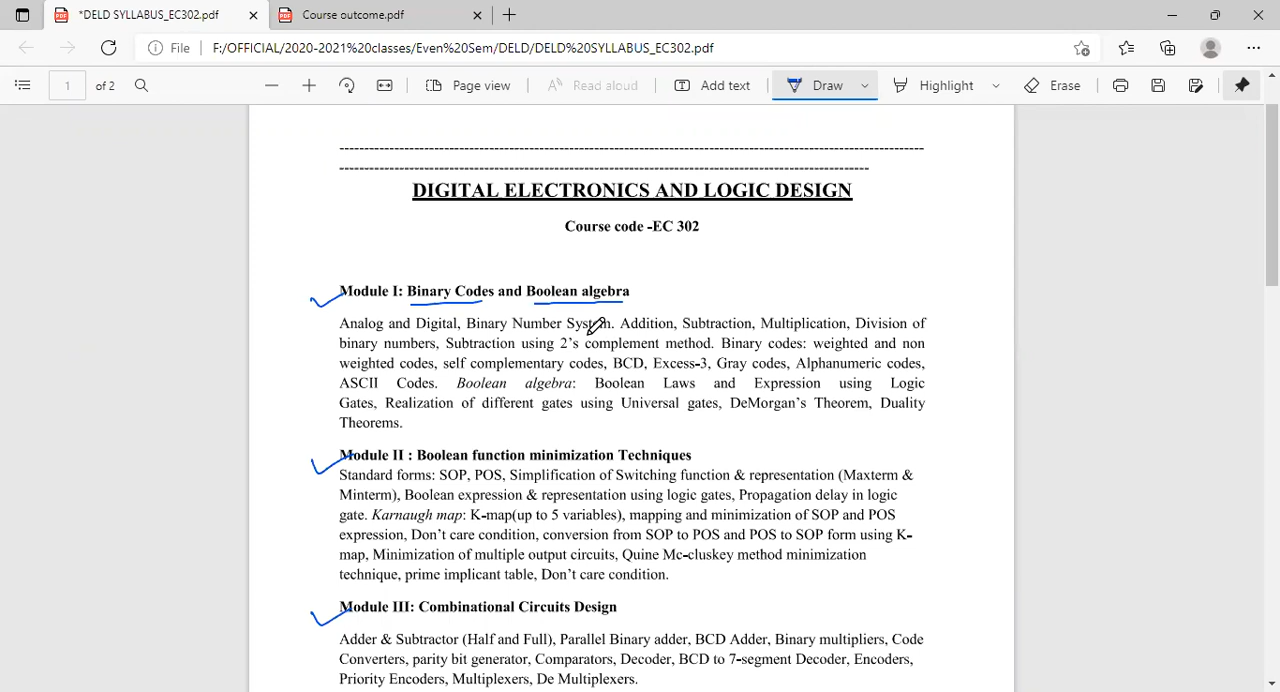 *DELD SYLLABUS_EC302.pdf
Course outcome.pdf
File
F:/OFFICIAL/2020-2021%20classes/Even%20Sem/DELD/DELD%20SYLLABUS_EC302.pdf
1 of 2
Page view
Read aloud
Add text
Draw
Highlight
Erase
DIGITAL ELECTRONICS AND LOGIC DESIGN
Course code -EC 302
Module I: Binary Codes and Boolean algebra
Analog and Digital, Binary Number System. Addition, Subtraction, Multiplication, Division of
binary numbers, Subtraction using 2's complement method. Binary codes: weighted and non
weighted codes, self complementary codes, BCD, Excess-3, Gray codes, Alphanumeric codes,
ASCII Codes. Boolean algebra: Boolean Laws and Expression using Logic
Gates, Realization of different gates using Universal gates, DeMorgan's Theorem, Duality
Theorems.
Module II : Boolean function minimization Techniques
Standard forms: SOP, POS, Simplification of Switching function & representation (Maxterm &
Minterm), Boolean expression & representation using logic gates, Propagation delay in logic
gate. Karnaugh map: K-map(up to 5 variables), mapping and minimization of SOP and POS
expression, Don't care condition, conversion from SOP to POS and POS to SOP form using K-
map, Minimization of multiple output circuits, Quine Mc-cluskey method minimization
technique, prime implicant table, Don't care condition.
Module III: Combinational Circuits Design
Adder & Subtractor (Half and Full), Parallel Binary adder, BCD Adder, Binary multipliers, Code
Converters, parity bit generator, Comparators, Decoder, BCD to 7-segment Decoder, Encoders,
Priority Encoders, Multiplexers, De Multiplexers.